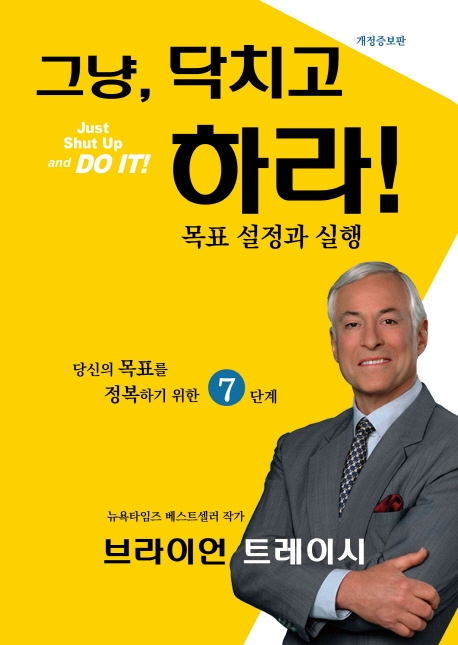 개정증보판
그냥, 닥치고
Just
Shut Up
and DO IT!
하라!
목표 설정과 실행
당신의 목표를
정복하기 위한 7 단계
뉴욕타임즈 베스트셀러 작가
브라이언 트레이시